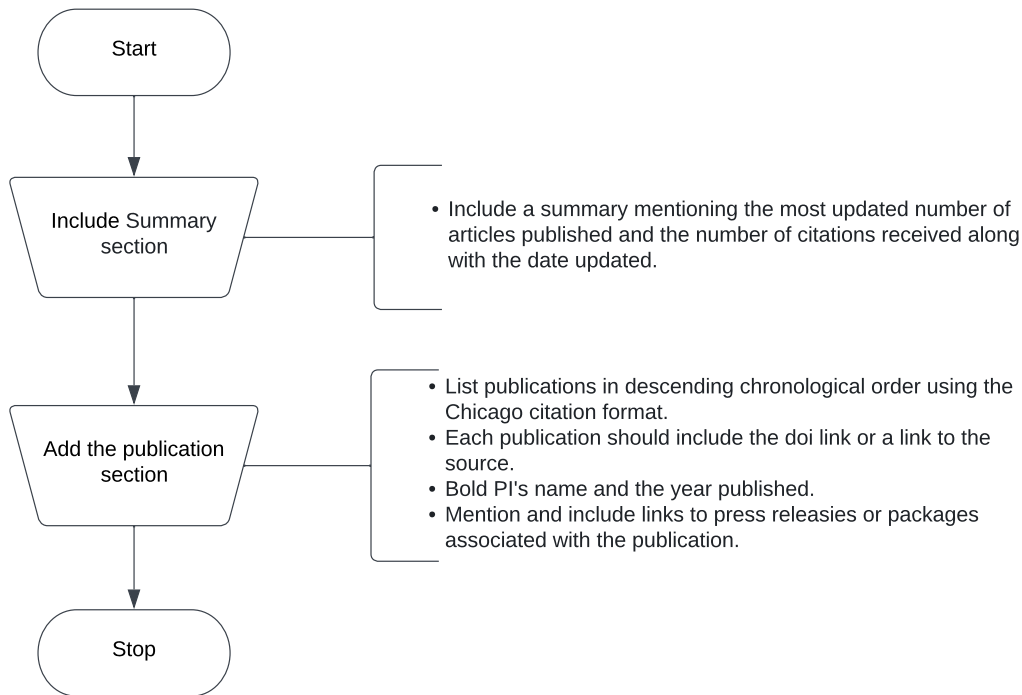 Start
Include Summary
section
• Include a summary mentioning the most updated number of
articles published and the number of citations received along
with the date updated.
Add the publication
section
• List publications in descending chronological order using the
Chicago citation format.
• Each publication should include the doi link or a link to the
source.
• Bold PI's name and the year published.
• Mention and include links to press releasies or packages
associated with the publication.
Stop